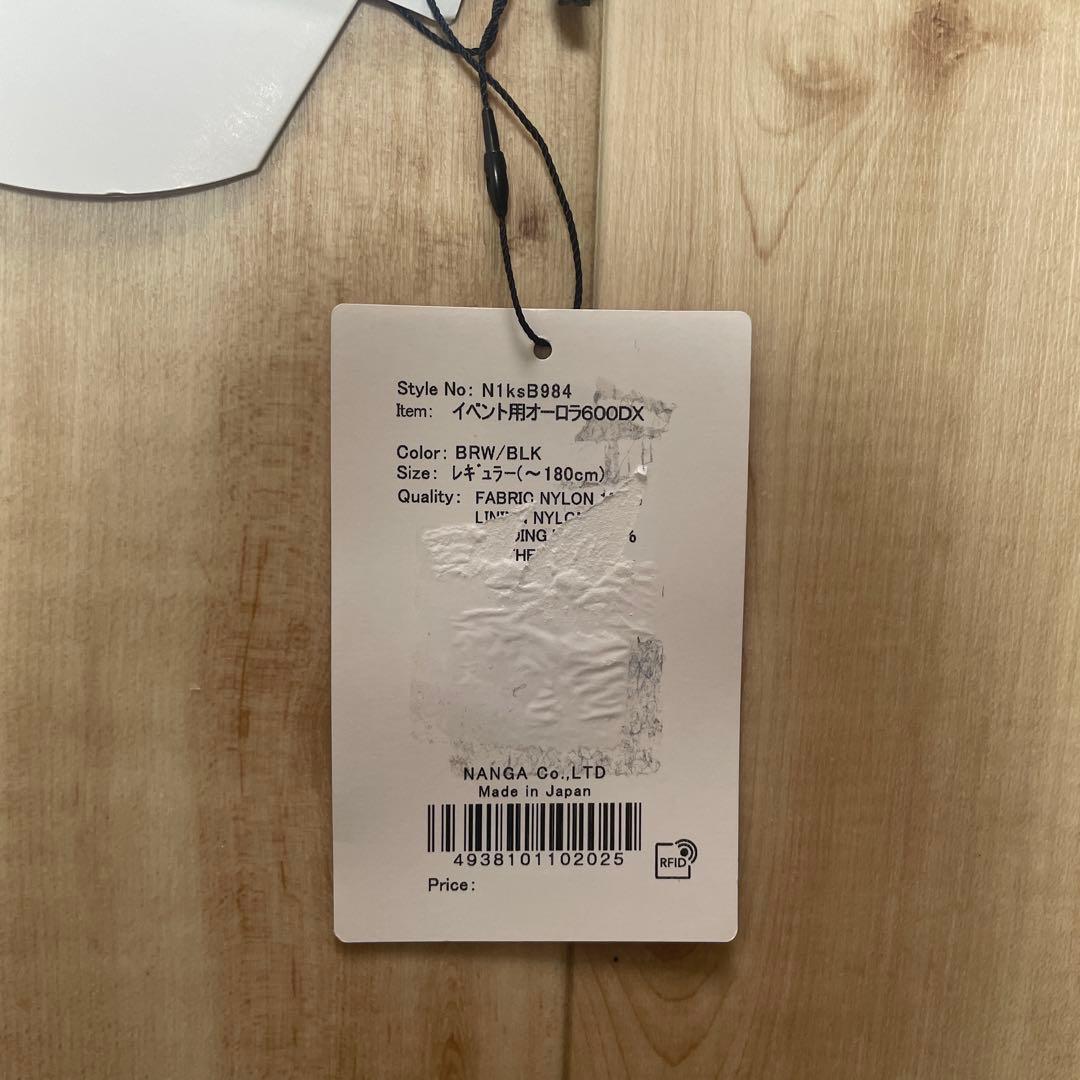 Style No: N1ksB984
Item: イベント用オーロラ600DX
Color: BRW/BLK
Size: ﾚｷﾞｭﾗｰ(～180cm)
Quality: FABRIC NYLON
NANGA Co.,LTD
Made in Japan
4938101102025
RFID
Price: